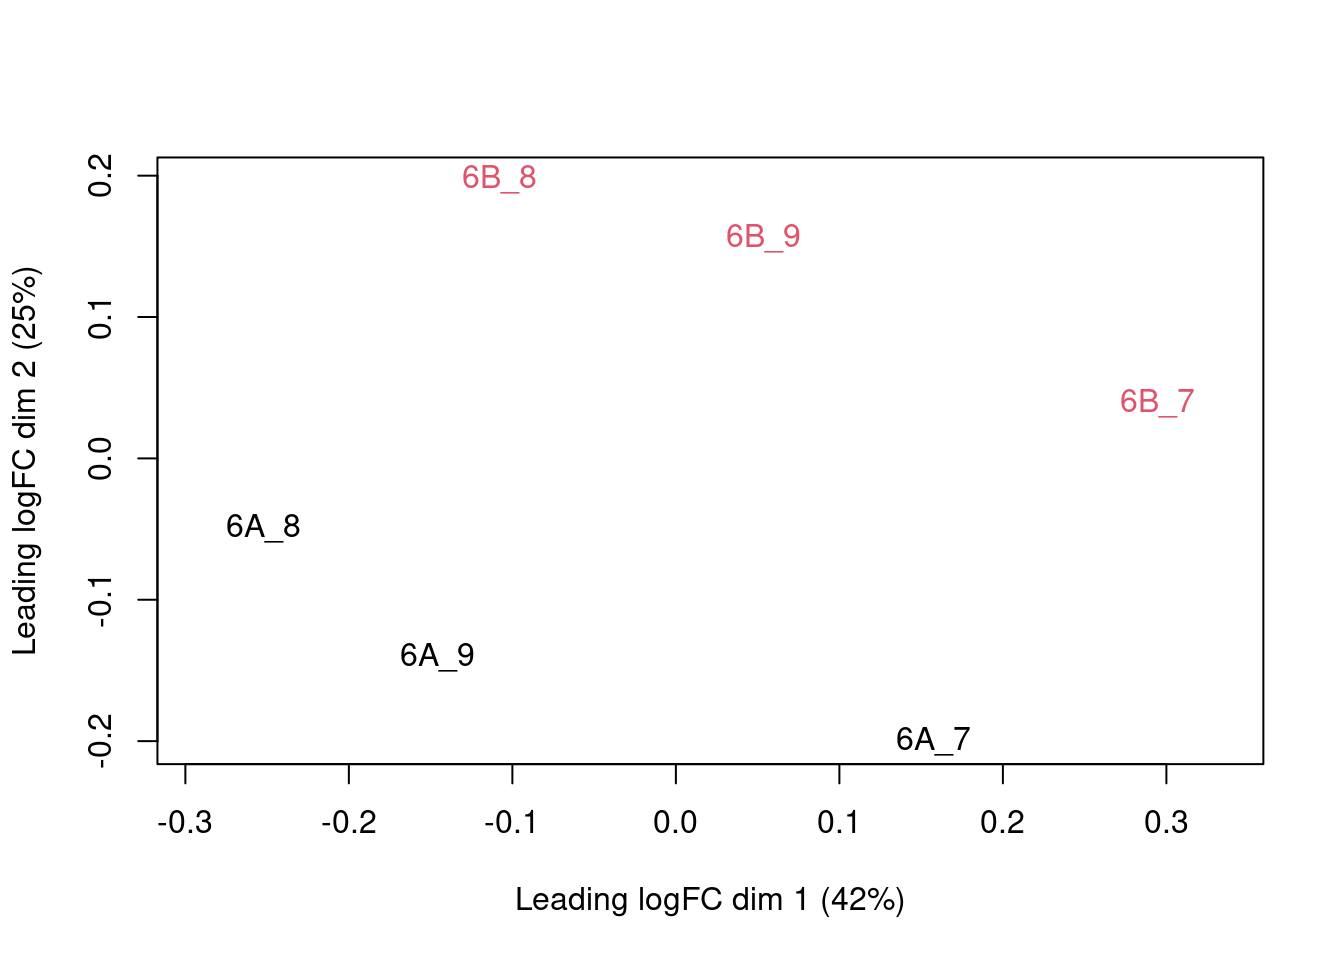 6B_8
6B_9
6B_7
6A_8
6A_9
6A_7
0.2
0.1
0.0
-0.1
-0.2
Leading logFC dim 2 (25%)
-0.3 -0.2 -0.1 0.0 0.1 0.2 0.3
Leading logFC dim 1 (42%)